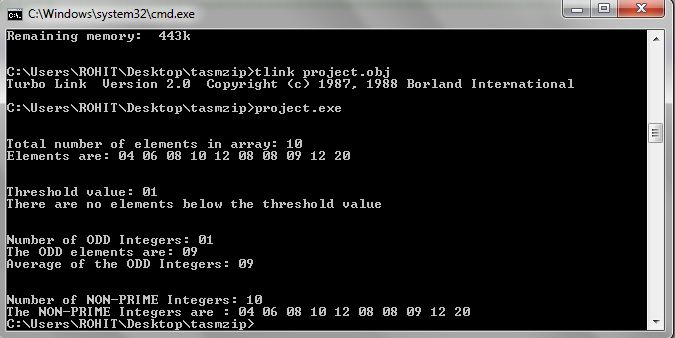 C:\Windows\system32\cmd.exe
Remaining memory:  443k
C:\Users\ROHIT\Desktop\tasmzip>tlink project.obj
Turbo Link  Version 2.0  Copyright (c) 1987, 1988 Borland International
C:\Users\ROHIT\Desktop\tasmzip>project.exe
Total number of elements in array: 10
Elements are: 04 06 08 10 12 08 08 09 12 20
Threshold value: 01
There are no elements below the threshold value
Number of ODD Integers: 01
The ODD elements are: 09
Average of the ODD Integers: 09
Number of NON-PRIME Integers: 10
The NON-PRIME Integers are : 04 06 08 10 12 08 08 09 12 20
C:\Users\ROHIT\Desktop\tasmzip>